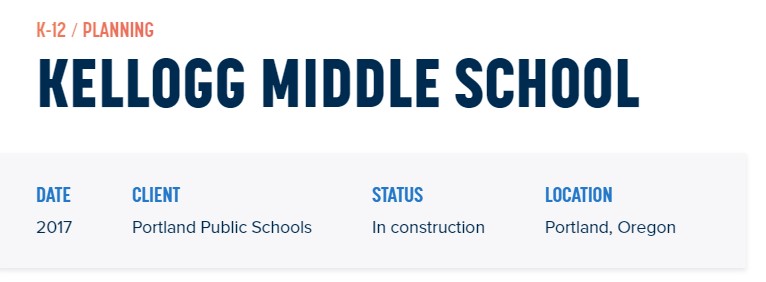 K-12 / PLANNING
KELLOGG MIDDLE SCHOOL
DATE CLIENT STATUS LOCATION
2017 Portland Public Schools In construction Portland, Oregon